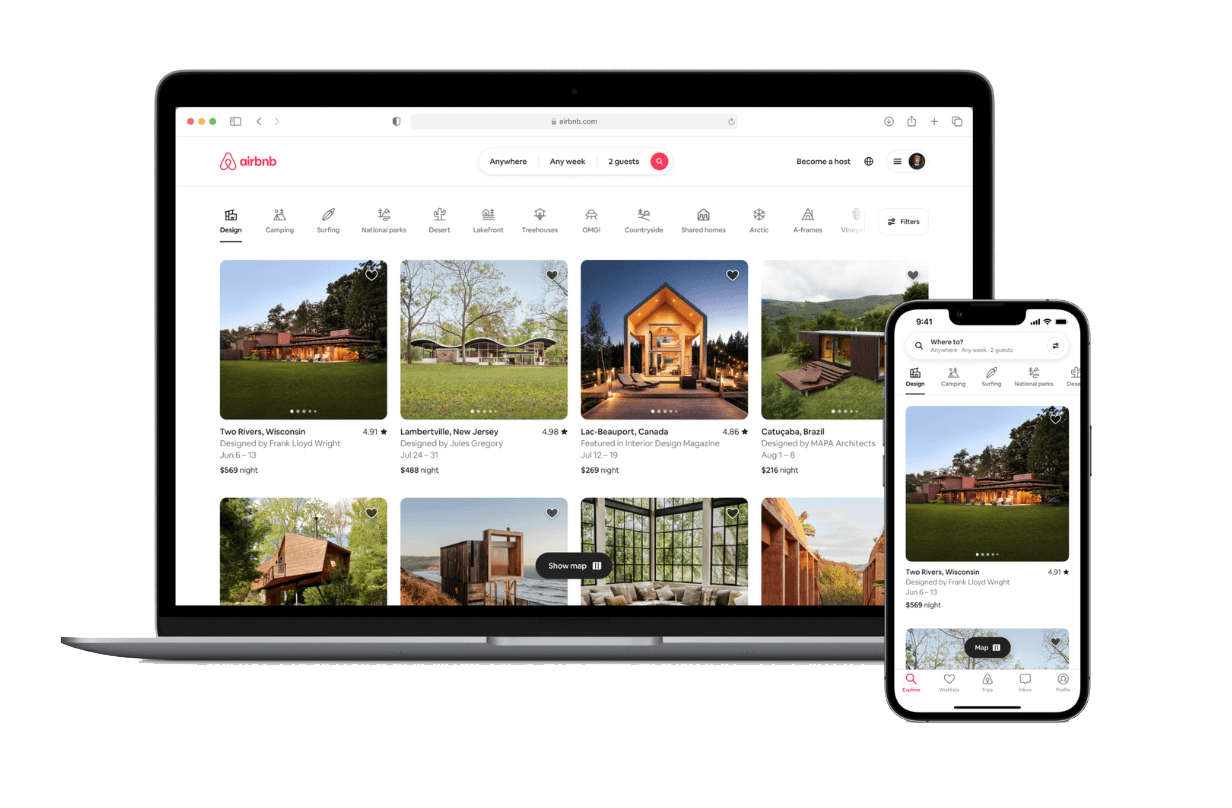 airbnb.com
airbnb
Anywhere Any week 2 guests
Become a host
Design Camping Surfing National parks Desert Lakefront Treehouses OMG! Countryside Shared homes Arctic A-frames
Filters
Two Rivers, Wisconsin 4.91 ★
Designed by Frank Lloyd Wright
Jun 6 – 13
$569 night
Lambertville, New Jersey 4.98 ★
Designed by Jules Gregory
Jul 24 – 31
$488 night
Lac-Beauport, Canada 4.86 ★
Featured in Interior Design Magazine
Jul 12 – 19
$269 night
Catuçaba, Brazil
Designed by MAPA Architects
Aug 1 – 8
$216 night
Show map
9:41
Where to?
Anywhere · Any week · 2 guests
Design Camping Surfing National parks
Two Rivers, Wisconsin 4.91 ★
Designed by Frank Lloyd Wright
Jun 6 – 13
$569 night
Map
Explore Wishlists Trips Inbox Profile